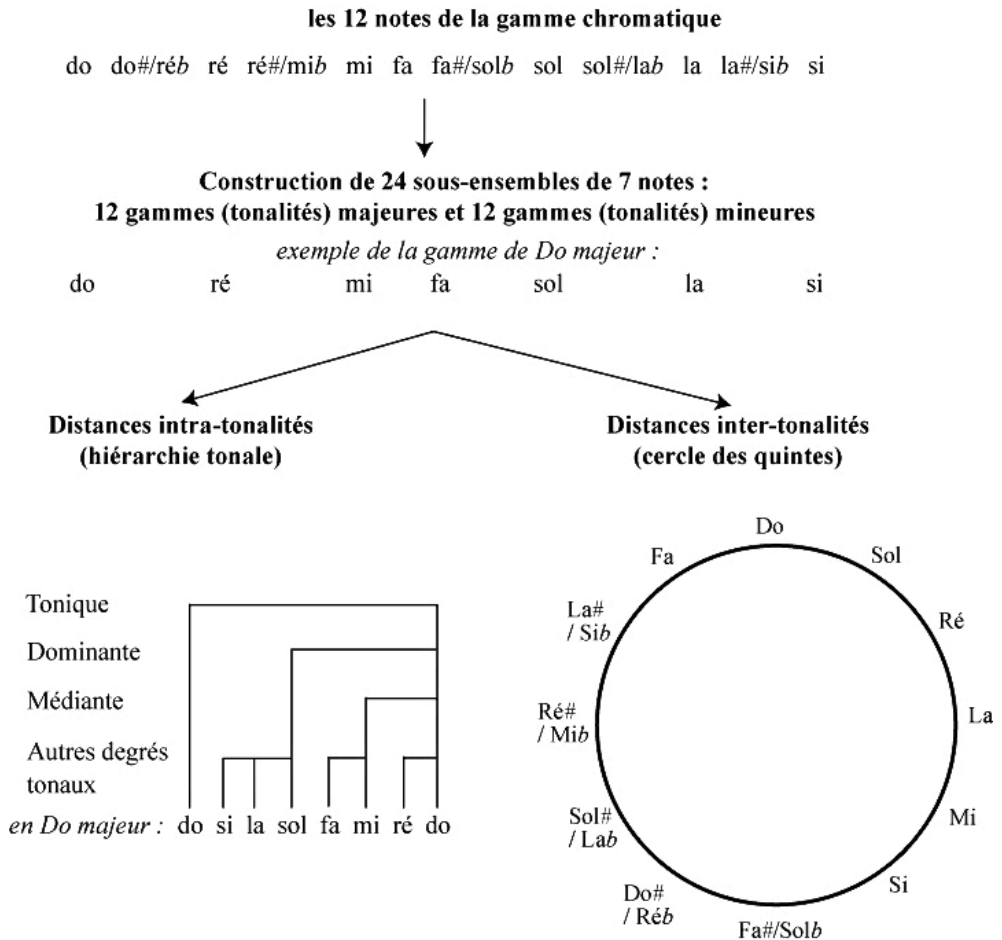 les 12 notes de la gamme chromatique
do do#/réb ré ré#/mib mi fa fa#/solb sol sol#/lab la la#/sib si
Construction de 24 sous-ensembles de 7 notes :
12 gammes (tonalités) majeures et 12 gammes (tonalités) mineures
exemple de la gamme de Do majeur :
do ré mi fa sol la si
Distances intra-tonalités
(hiérarchie tonale)
Tonique
Dominante
Médiante
Autres degrés
tonaux
en Do majeur : do si la sol fa mi ré do
Distances inter-tonalités
(cercle des quintes)
Do
Sol
Ré
La
Mi
Si
Fa#/Solb
Do#
/ Réb
Sol#
/ Lab
Ré#
/ Mib
La#
/ Sib
Fa